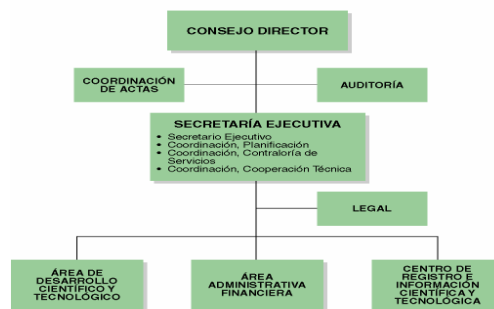 CONSEJO DIRECTOR
COORDINACIÓN
DE ACTAS
AUDITORÍA
SECRETARÍA EJECUTIVA
• Secretario Ejecutivo
• Coordinación, Planificación
• Coordinación, Contraloría de
Servicios
• Coordinación, Cooperación Técnica
LEGAL
ÁREA DE
DESARROLLO
CIENTÍFICO Y
TECNOLÓGICO
ÁREA
ADMINISTRATIVA
FINANCIERA
CENTRO DE
REGISTRO E
INFORMACIÓN
CIENTÍFICA Y
TECNOLÓGICA